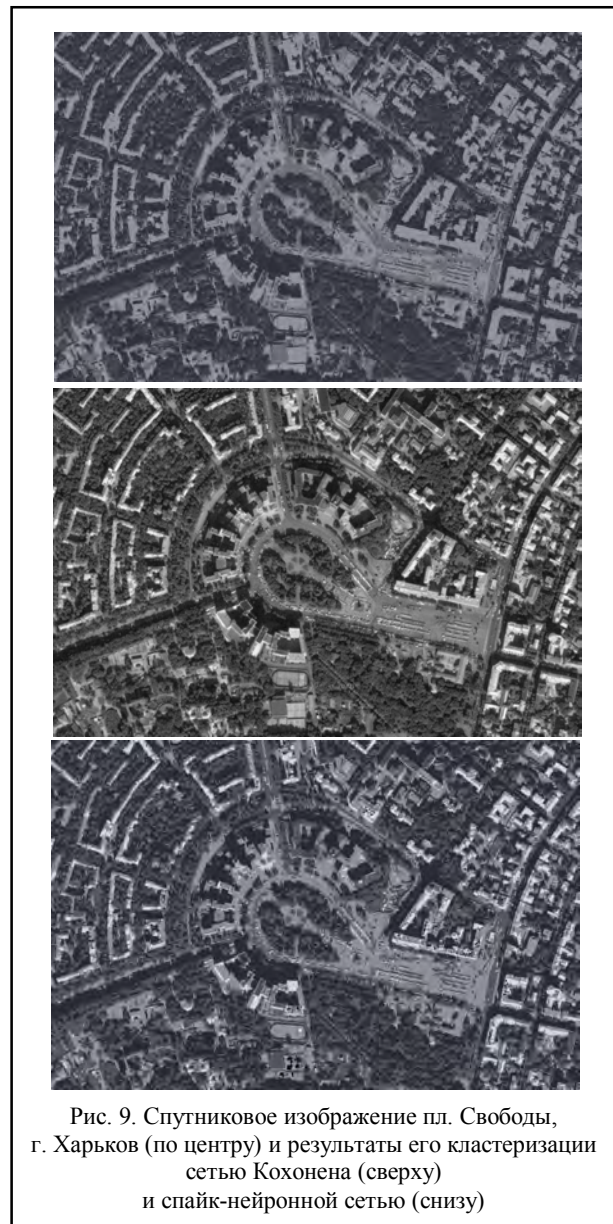 Рис. 9. Спутниковое изображение пл. Свободы,
г. Харьков (по центру) и результаты его кластеризации
сетью Кохонена (сверху)
и спайк-нейронной сетью (снизу)